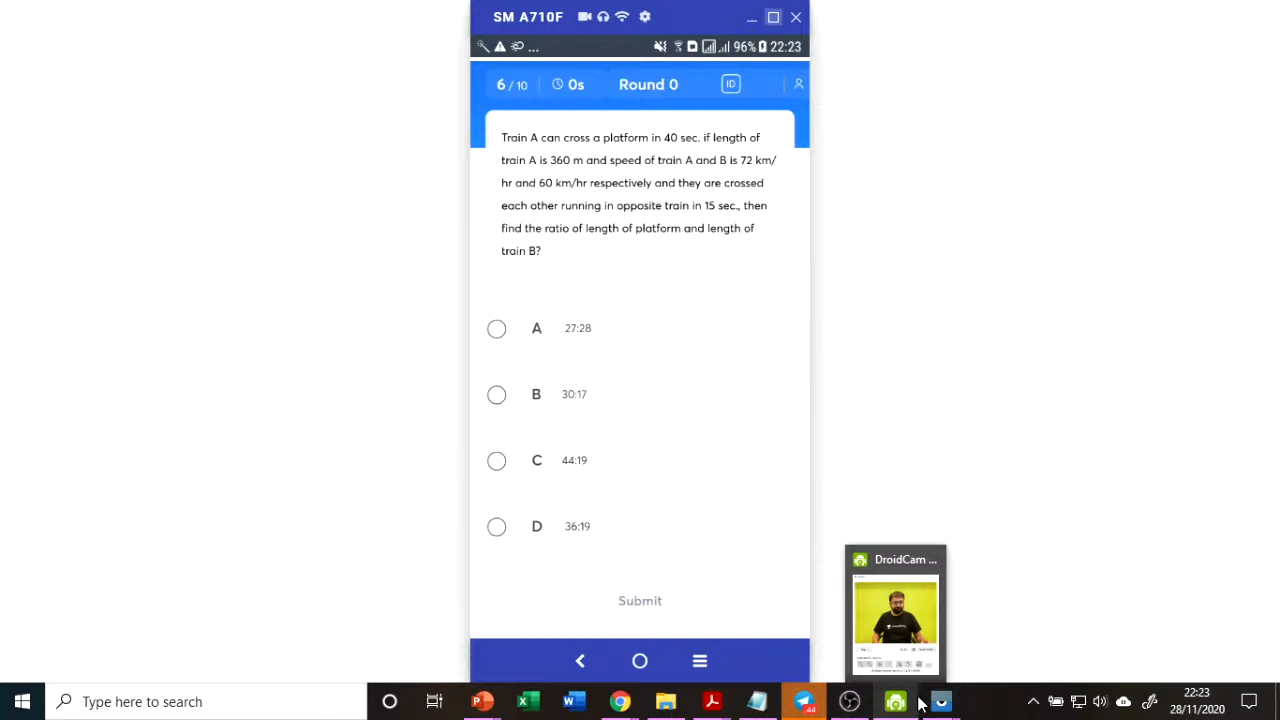 SM A710F
... 96% 22:23
6 / 10 0s Round 0 ID
Train A can cross a platform in 40 sec. if length of
train A is 360 m and speed of train A and B is 72 km/
hr and 60 km/hr respectively and they are crossed
each other running in opposite train in 15 sec., then
find the ratio of length of platform and length of
train B?
A 27:28
B 30:17
C 44:19
D 36:19
Submit
DroidCam ...
Type here to search
44
22:23
28/11/2020